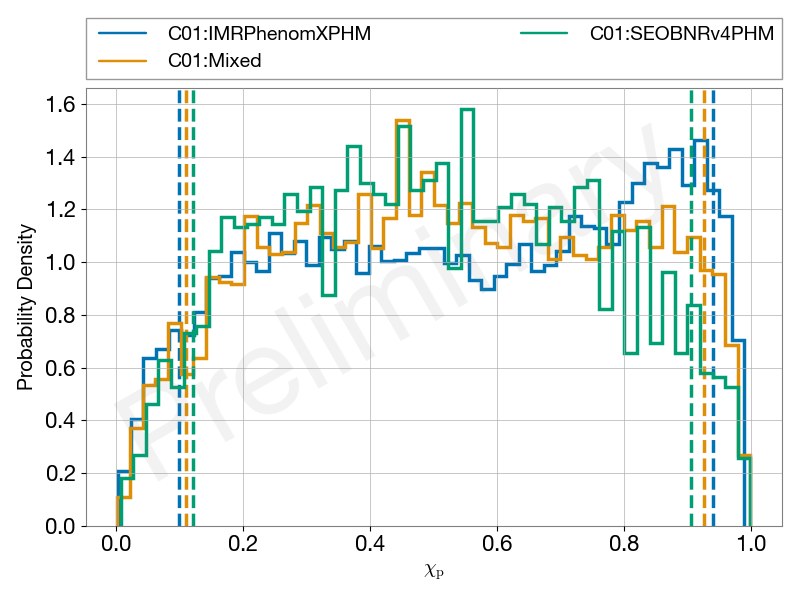 C01:IMRPhenomXPHM
C01:Mixed
C01:SEOBNRv4PHM
Preliminary
Probability Density
1.6
1.4
1.2
1.0
0.8
0.6
0.4
0.2
0.0
0.0 0.2 0.4 0.6 0.8 1.0
χp